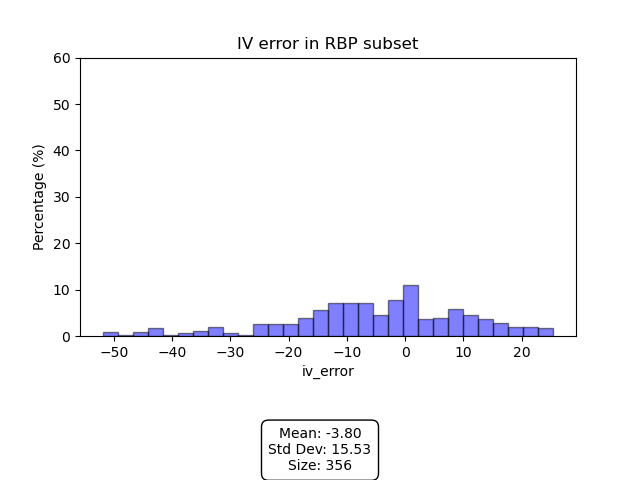 IV error in RBP subset
60
50
40
30
20
10
0
Percentage (%)
−50 −40 −30 −20 −10 0 10 20
iv_error
Mean: -3.80
Std Dev: 15.53
Size: 356